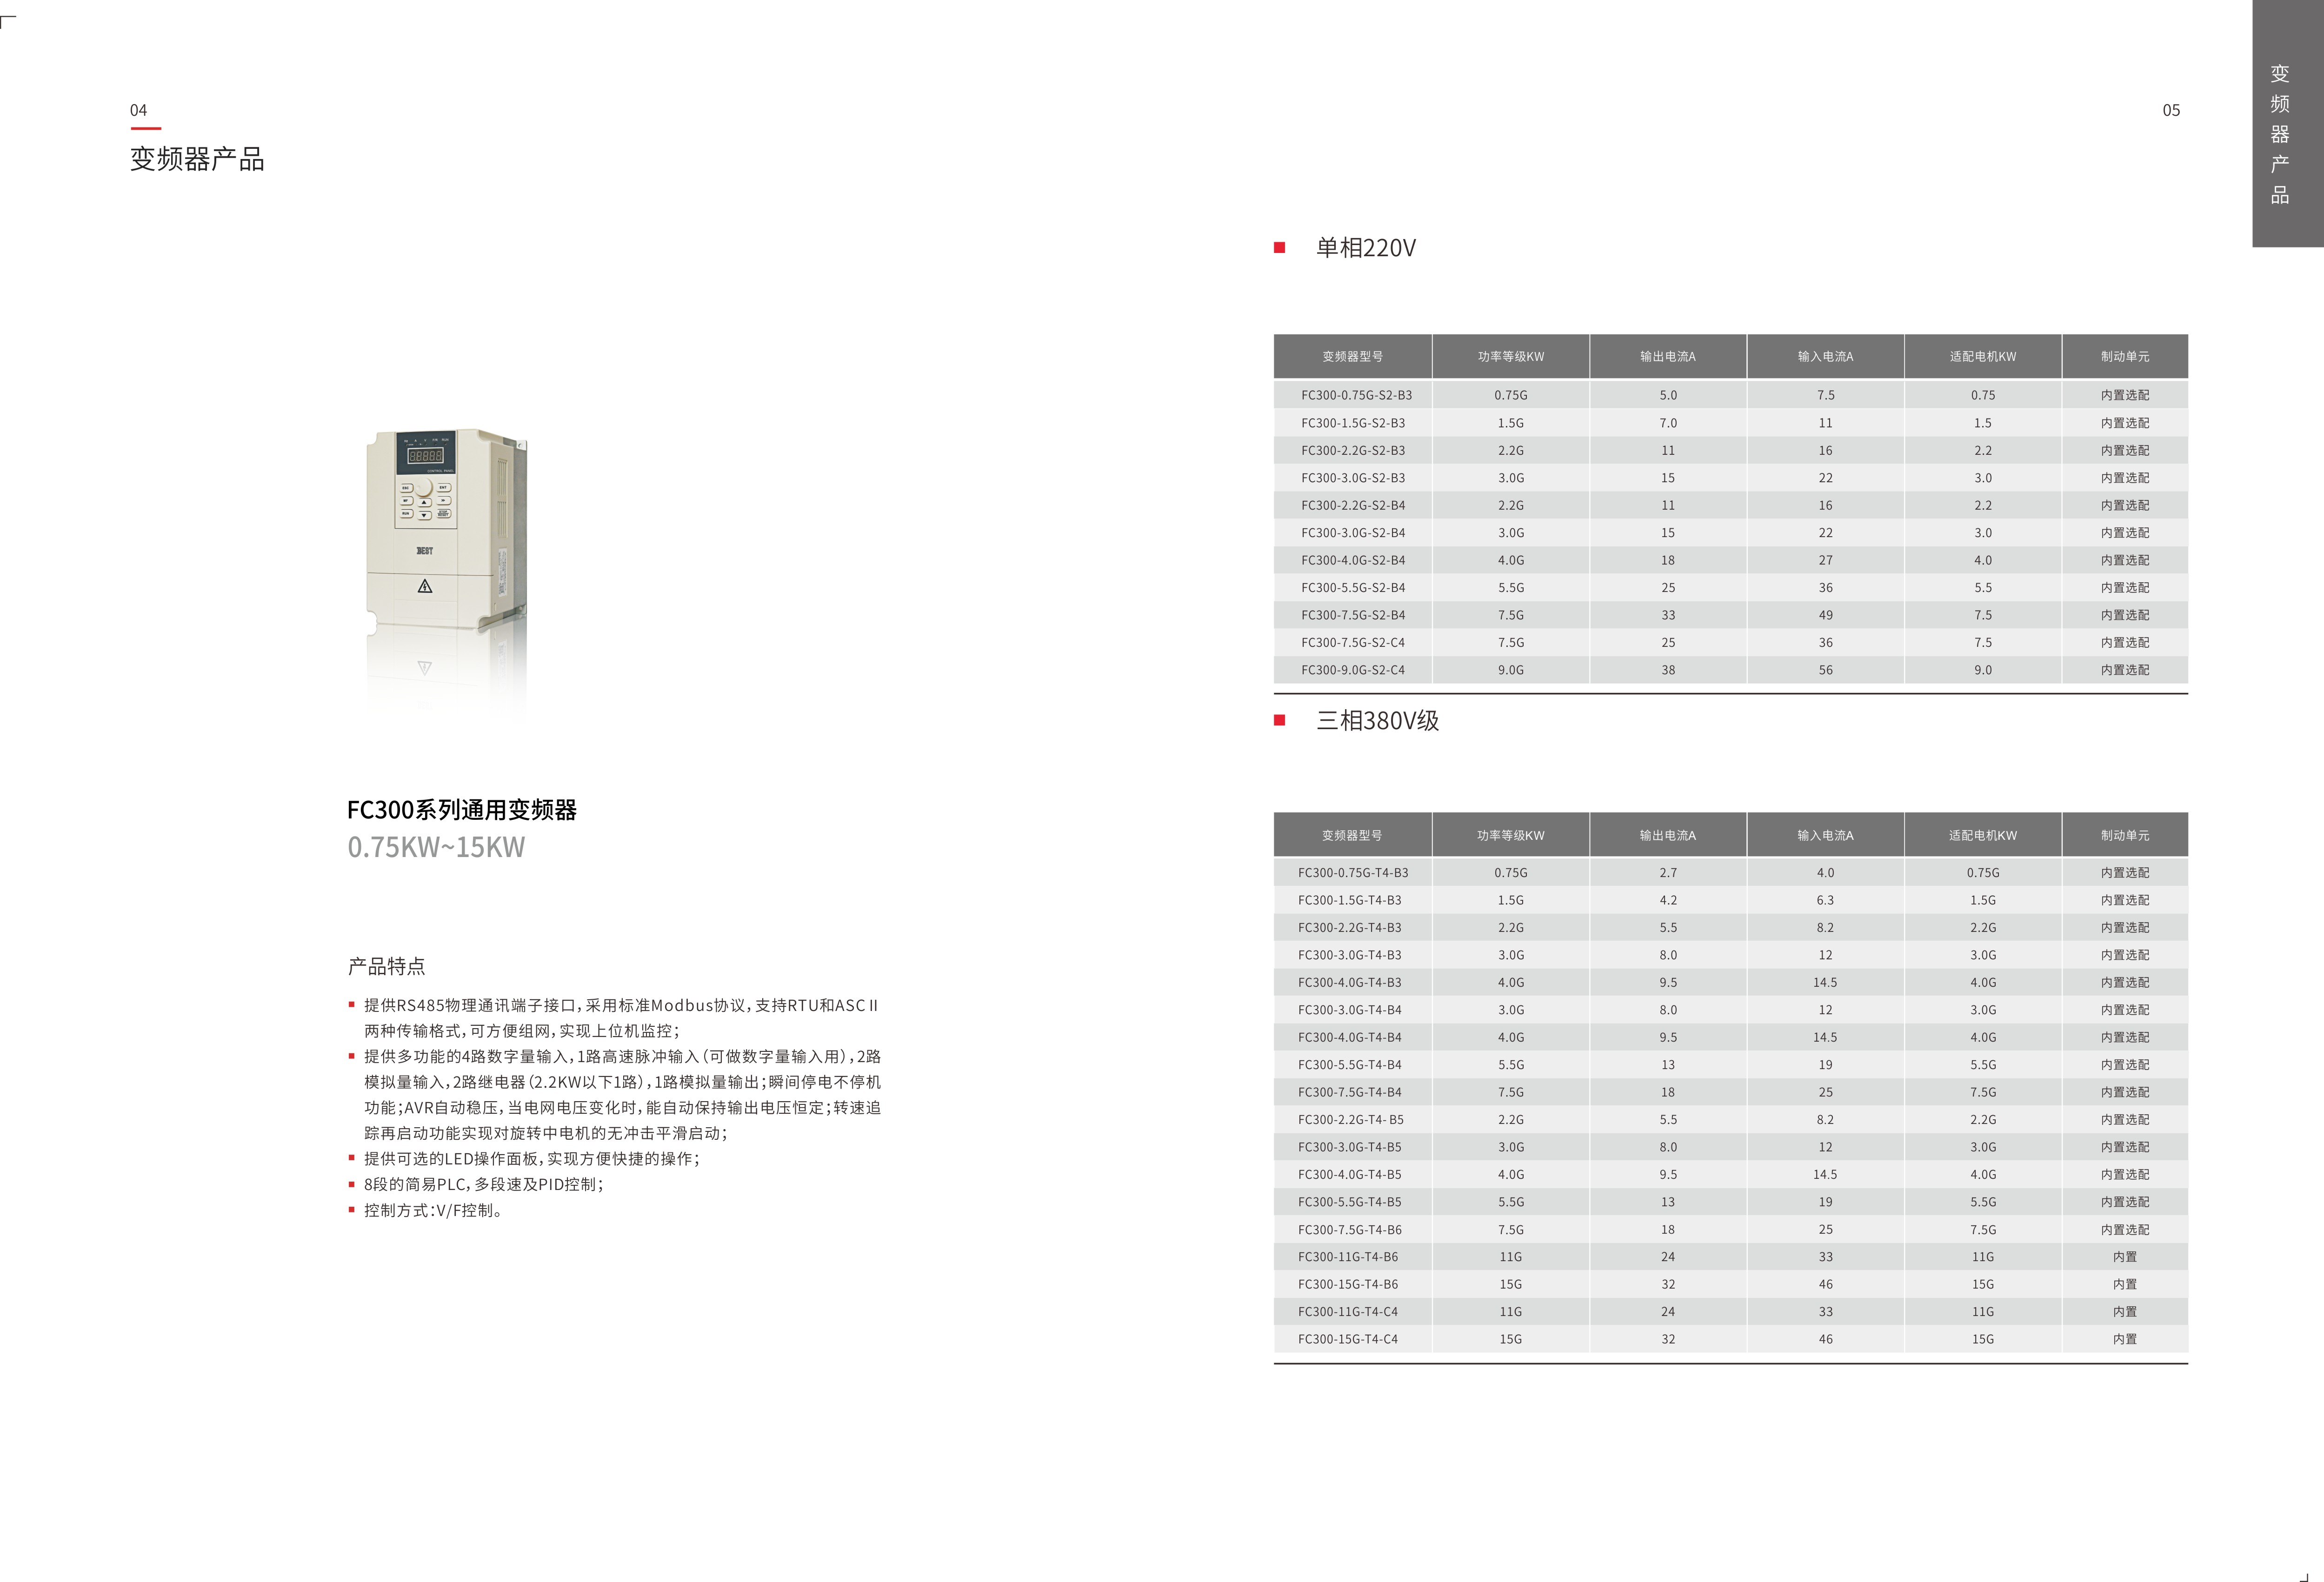 04
变频器产品
BEST
FC300系列通用变频器
0.75KW~15KW
产品特点
提供RS485物理通讯端子接口，采用标准Modbus协议，支持RTU和ASCⅡ
两种传输格式，可方便组网，实现上位机监控；
提供多功能的4路数字量输入，1路高速脉冲输入（可做数字量输入用），2路
模拟量输入，2路继电器（2.2KW以下1路），1路模拟量输出；瞬间停电不停机
功能；AVR自动稳压，当电网电压变化时，能自动保持输出电压恒定；转速追
踪再启动功能实现对旋转中电机的无冲击平滑启动；
提供可选的LED操作面板，实现方便快捷的操作；
8段的简易PLC，多段速及PID控制；
控制方式：V/F控制。
05
变频器产品
单相220V
变频器型号 功率等级KW 输出电流A 输入电流A 适配电机KW 制动单元
FC300-0.75G-S2-B3 0.75G 5.0 7.5 0.75 内置选配
FC300-1.5G-S2-B3 1.5G 7.0 11 1.5 内置选配
FC300-2.2G-S2-B3 2.2G 11 16 2.2 内置选配
FC300-3.0G-S2-B3 3.0G 15 22 3.0 内置选配
FC300-2.2G-S2-B4 2.2G 11 16 2.2 内置选配
FC300-3.0G-S2-B4 3.0G 15 22 3.0 内置选配
FC300-4.0G-S2-B4 4.0G 18 27 4.0 内置选配
FC300-5.5G-S2-B4 5.5G 25 36 5.5 内置选配
FC300-7.5G-S2-B4 7.5G 33 49 7.5 内置选配
FC300-7.5G-S2-C4 7.5G 25 36 7.5 内置选配
FC300-9.0G-S2-C4 9.0G 38 56 9.0 内置选配
三相380V级
变频器型号 功率等级KW 输出电流A 输入电流A 适配电机KW 制动单元
FC300-0.75G-T4-B3 0.75G 2.7 4.0 0.75G 内置选配
FC300-1.5G-T4-B3 1.5G 4.2 6.3 1.5G 内置选配
FC300-2.2G-T4-B3 2.2G 5.5 8.2 2.2G 内置选配
FC300-3.0G-T4-B3 3.0G 8.0 12 3.0G 内置选配
FC300-4.0G-T4-B3 4.0G 9.5 14.5 4.0G 内置选配
FC300-3.0G-T4-B4 3.0G 8.0 12 3.0G 内置选配
FC300-4.0G-T4-B4 4.0G 9.5 14.5 4.0G 内置选配
FC300-5.5G-T4-B4 5.5G 13 19 5.5G 内置选配
FC300-7.5G-T4-B4 7.5G 18 25 7.5G 内置选配
FC300-2.2G-T4- B5 2.2G 5.5 8.2 2.2G 内置选配
FC300-3.0G-T4-B5 3.0G 8.0 12 3.0G 内置选配
FC300-4.0G-T4-B5 4.0G 9.5 14.5 4.0G 内置选配
FC300-5.5G-T4-B5 5.5G 13 19 5.5G 内置选配
FC300-7.5G-T4-B6 7.5G 18 25 7.5G 内置选配
FC300-11G-T4-B6 11G 24 33 11G 内置
FC300-15G-T4-B6 15G 32 46 15G 内置
FC300-11G-T4-C4 11G 24 33 11G 内置
FC300-15G-T4-C4 15G 32 46 15G 内置